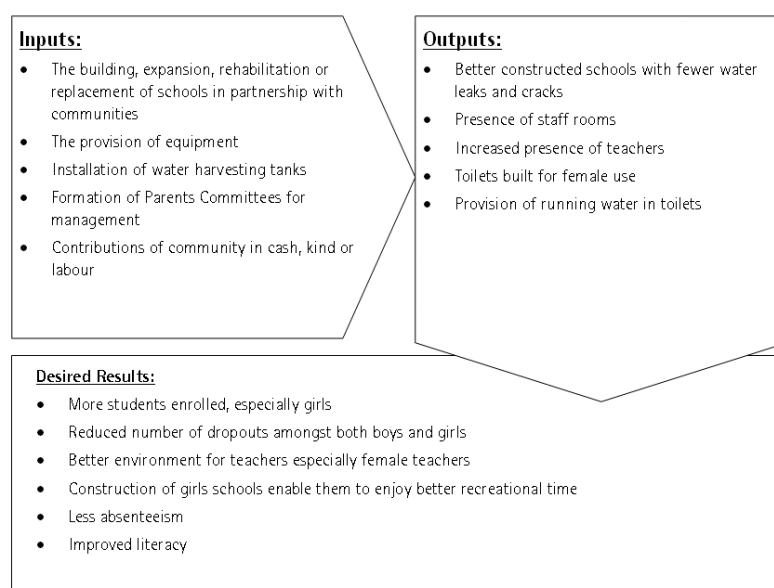 Inputs:
• The building, expansion, rehabilitation or
replacement of schools in partnership with
communities
• The provision of equipment
• Installation of water harvesting tanks
• Formation of Parents Committees for
management
• Contributions of community in cash, kind or
labour
Outputs:
• Better constructed schools with fewer water
leaks and cracks
• Presence of staff rooms
• Increased presence of teachers
• Toilets built for female use
• Provision of running water in toilets
Desired Results:
• More students enrolled, especially girls
• Reduced number of dropouts amongst both boys and girls
• Better environment for teachers especially female teachers
• Construction of girls schools enable them to enjoy better recreational time
• Less absenteeism
• Improved literacy